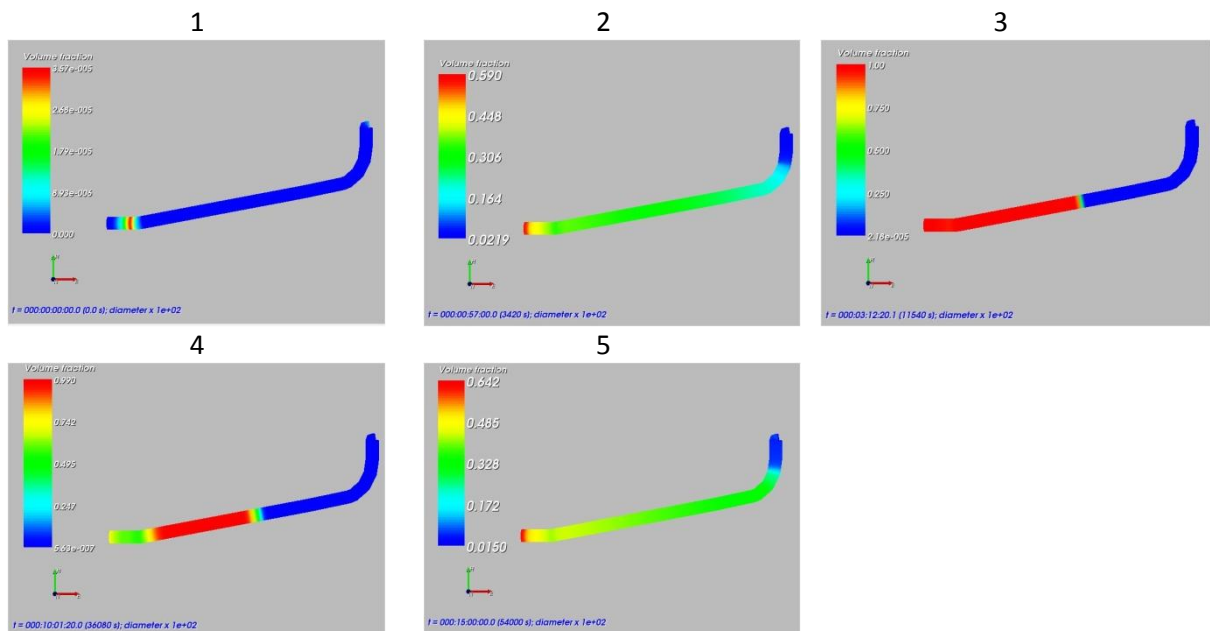 1
2
3
Volume fraction
3.57e-005
2.68e-005
1.79e-005
8.93e-006
0.000
t = 000:00:00:00.0 (0.0 s); diameter x 1e+02
Volume fraction
0.590
0.448
0.306
0.164
0.0219
t = 000:00:57:00.0 (3420 s); diameter x 1e+02
Volume fraction
1.00
0.750
0.500
0.250
2.18e-005
t = 000:03:12:20.1 (11540 s); diameter x 1e+02
4
5
Volume fraction
0.990
0.742
0.495
0.247
5.63e-007
t = 000:10:01:20.0 (36080 s); diameter x 1e+02
Volume fraction
0.642
0.485
0.328
0.172
0.0150
t = 000:15:00:00.0 (54000 s); diameter x 1e+02